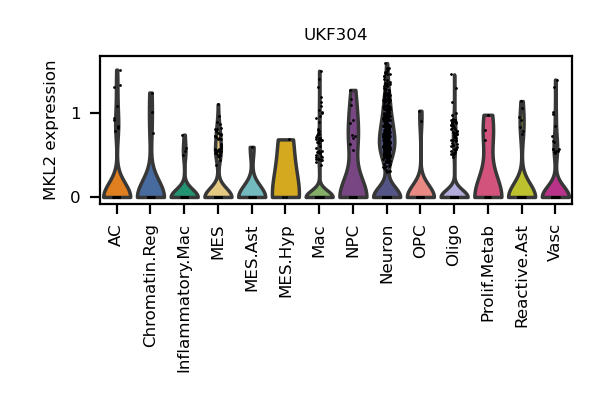 UKF304
MKL2 expression
1
0
AC
Chromatin.Reg
Inflammatory.Mac
MES
MES.Ast
MES.Hyp
Mac
NPC
Neuron
OPC
Oligo
Prolif.Metab
Reactive.Ast
Vasc